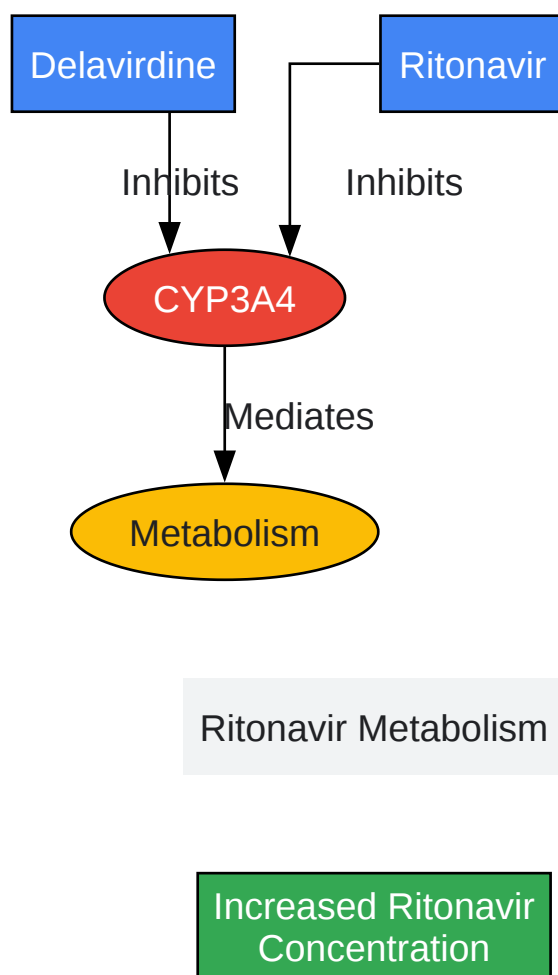 Delavirdine
Ritonavir
Inhibits
Inhibits
CYP3A4
Mediates
Metabolism
Ritonavir Metabolism
Increased Ritonavir
Concentration